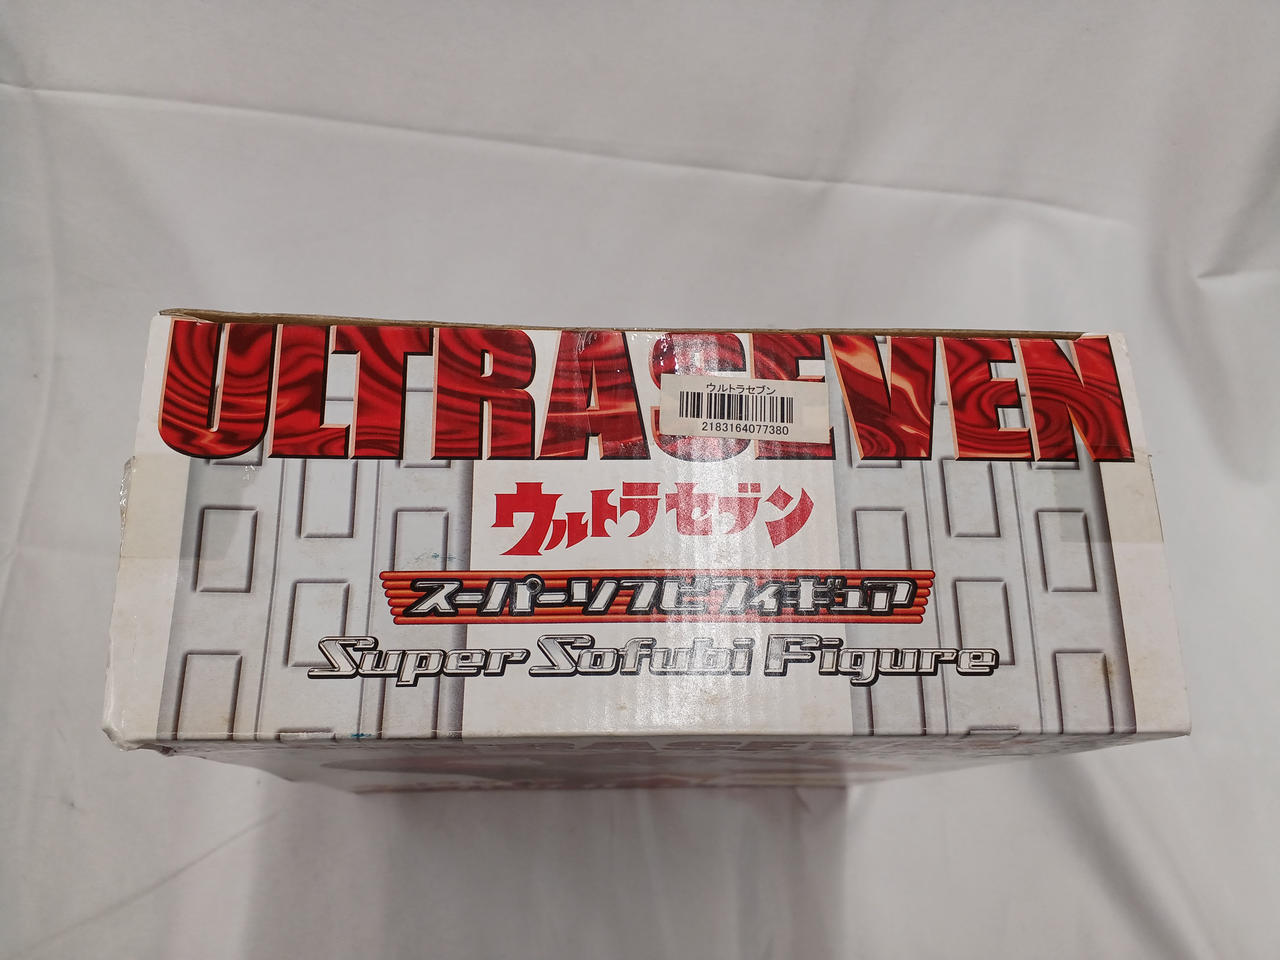 ULTRASEVEN
ウルトラセブン
2183164077380
ウルトラセブン
スーパーソフビフィギュア
Super Sofubi Figure